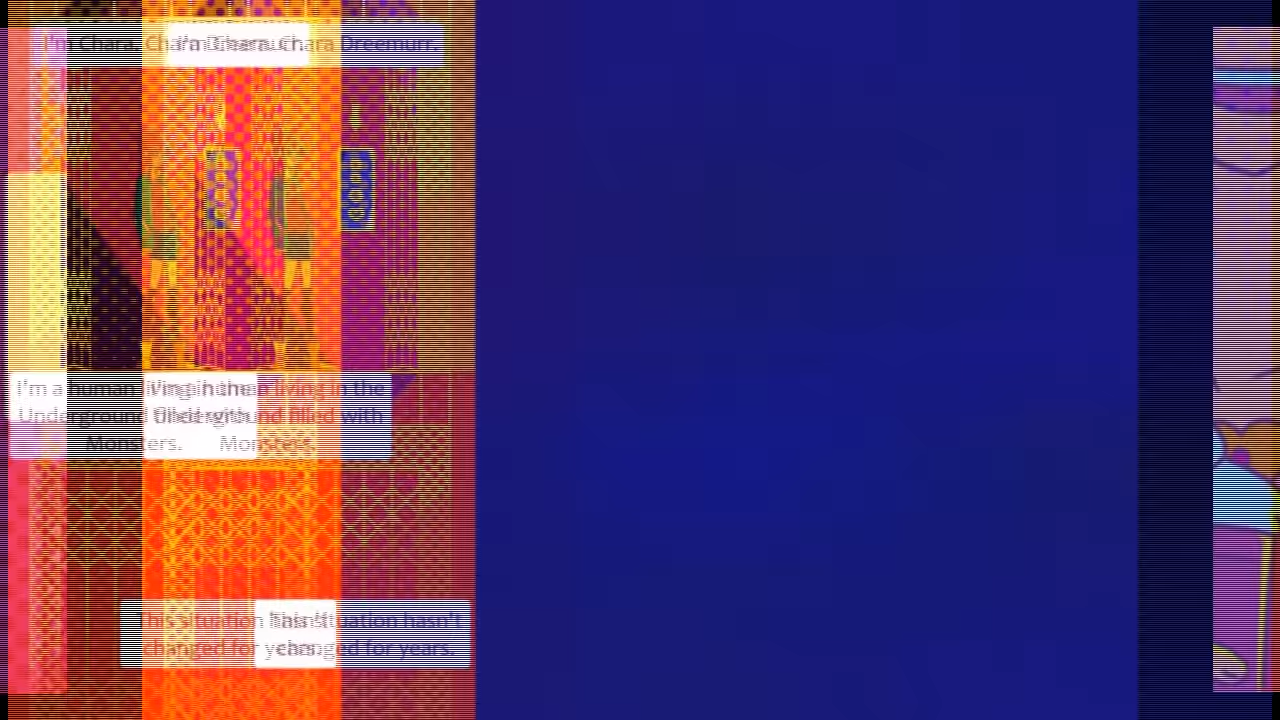 I'm Chara. Chara Dreemurr.
I'm a human living in the
Underground filled with
Monsters.
This situation hasn't
changed for years.